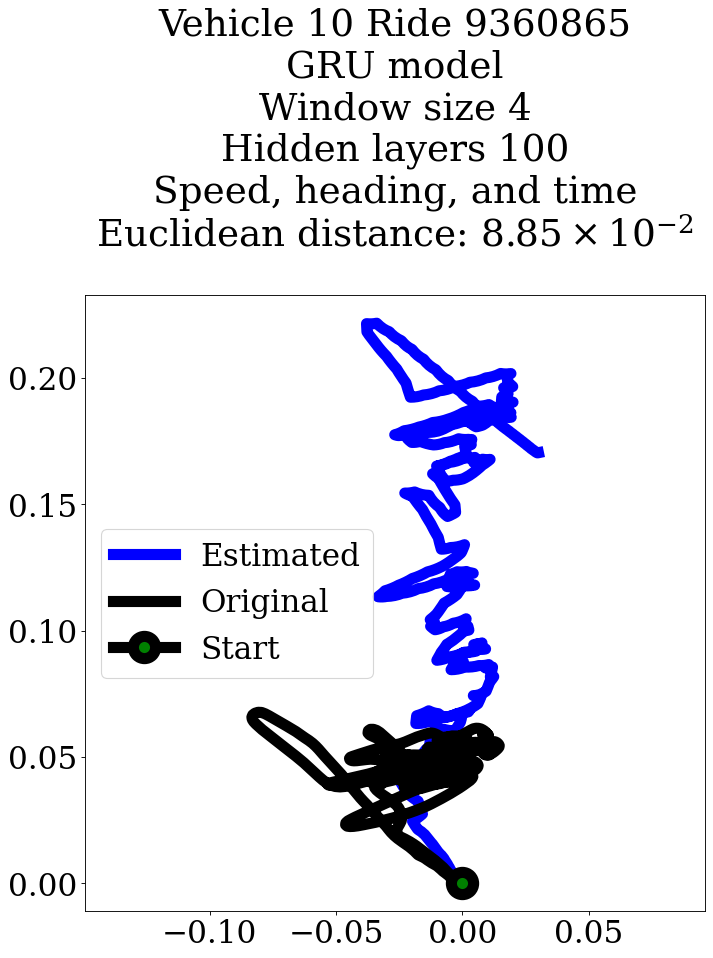 Vehicle 10 Ride 9360865
GRU model
Window size 4
Hidden layers 100
Speed, heading, and time
Euclidean distance: 8.85 × 10⁻²
0.20
0.15
0.10
0.05
0.00
Estimated
Original
Start
−0.10 −0.05 0.00 0.05